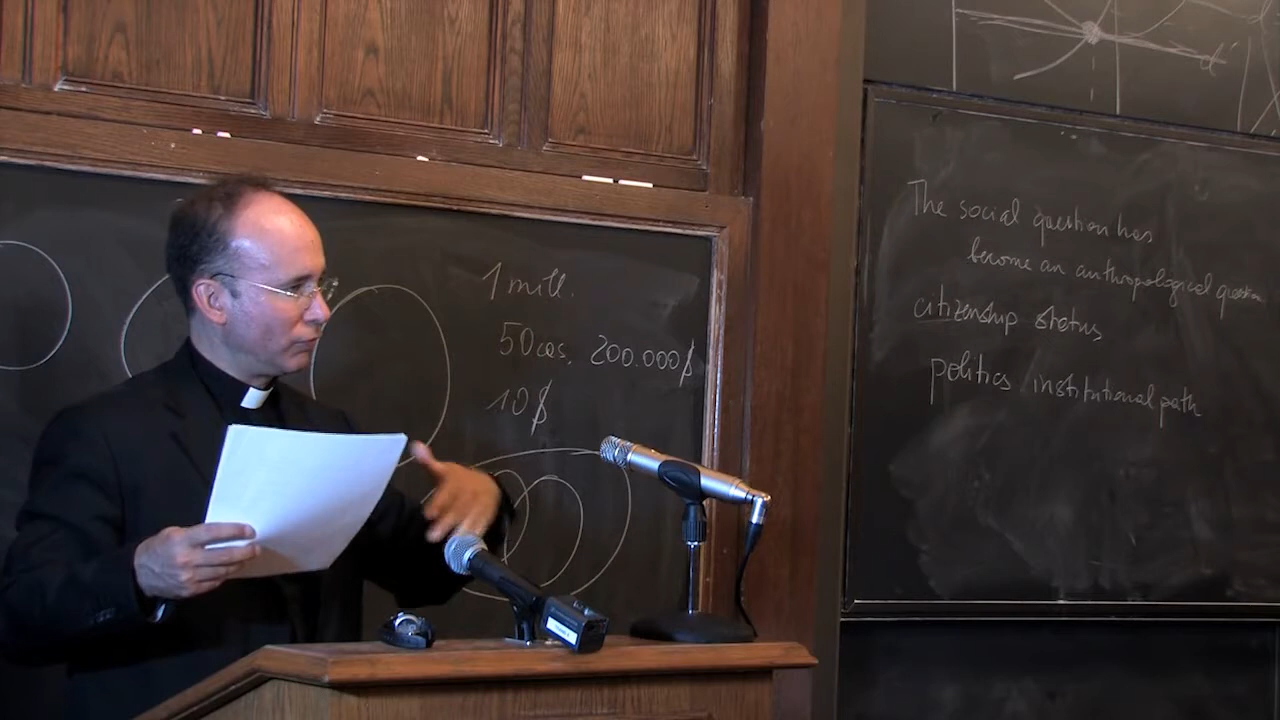 1 mill.
50 ces. 200.000$
10$
The social question has
become an anthropological question
citizenship status
politics institutional path